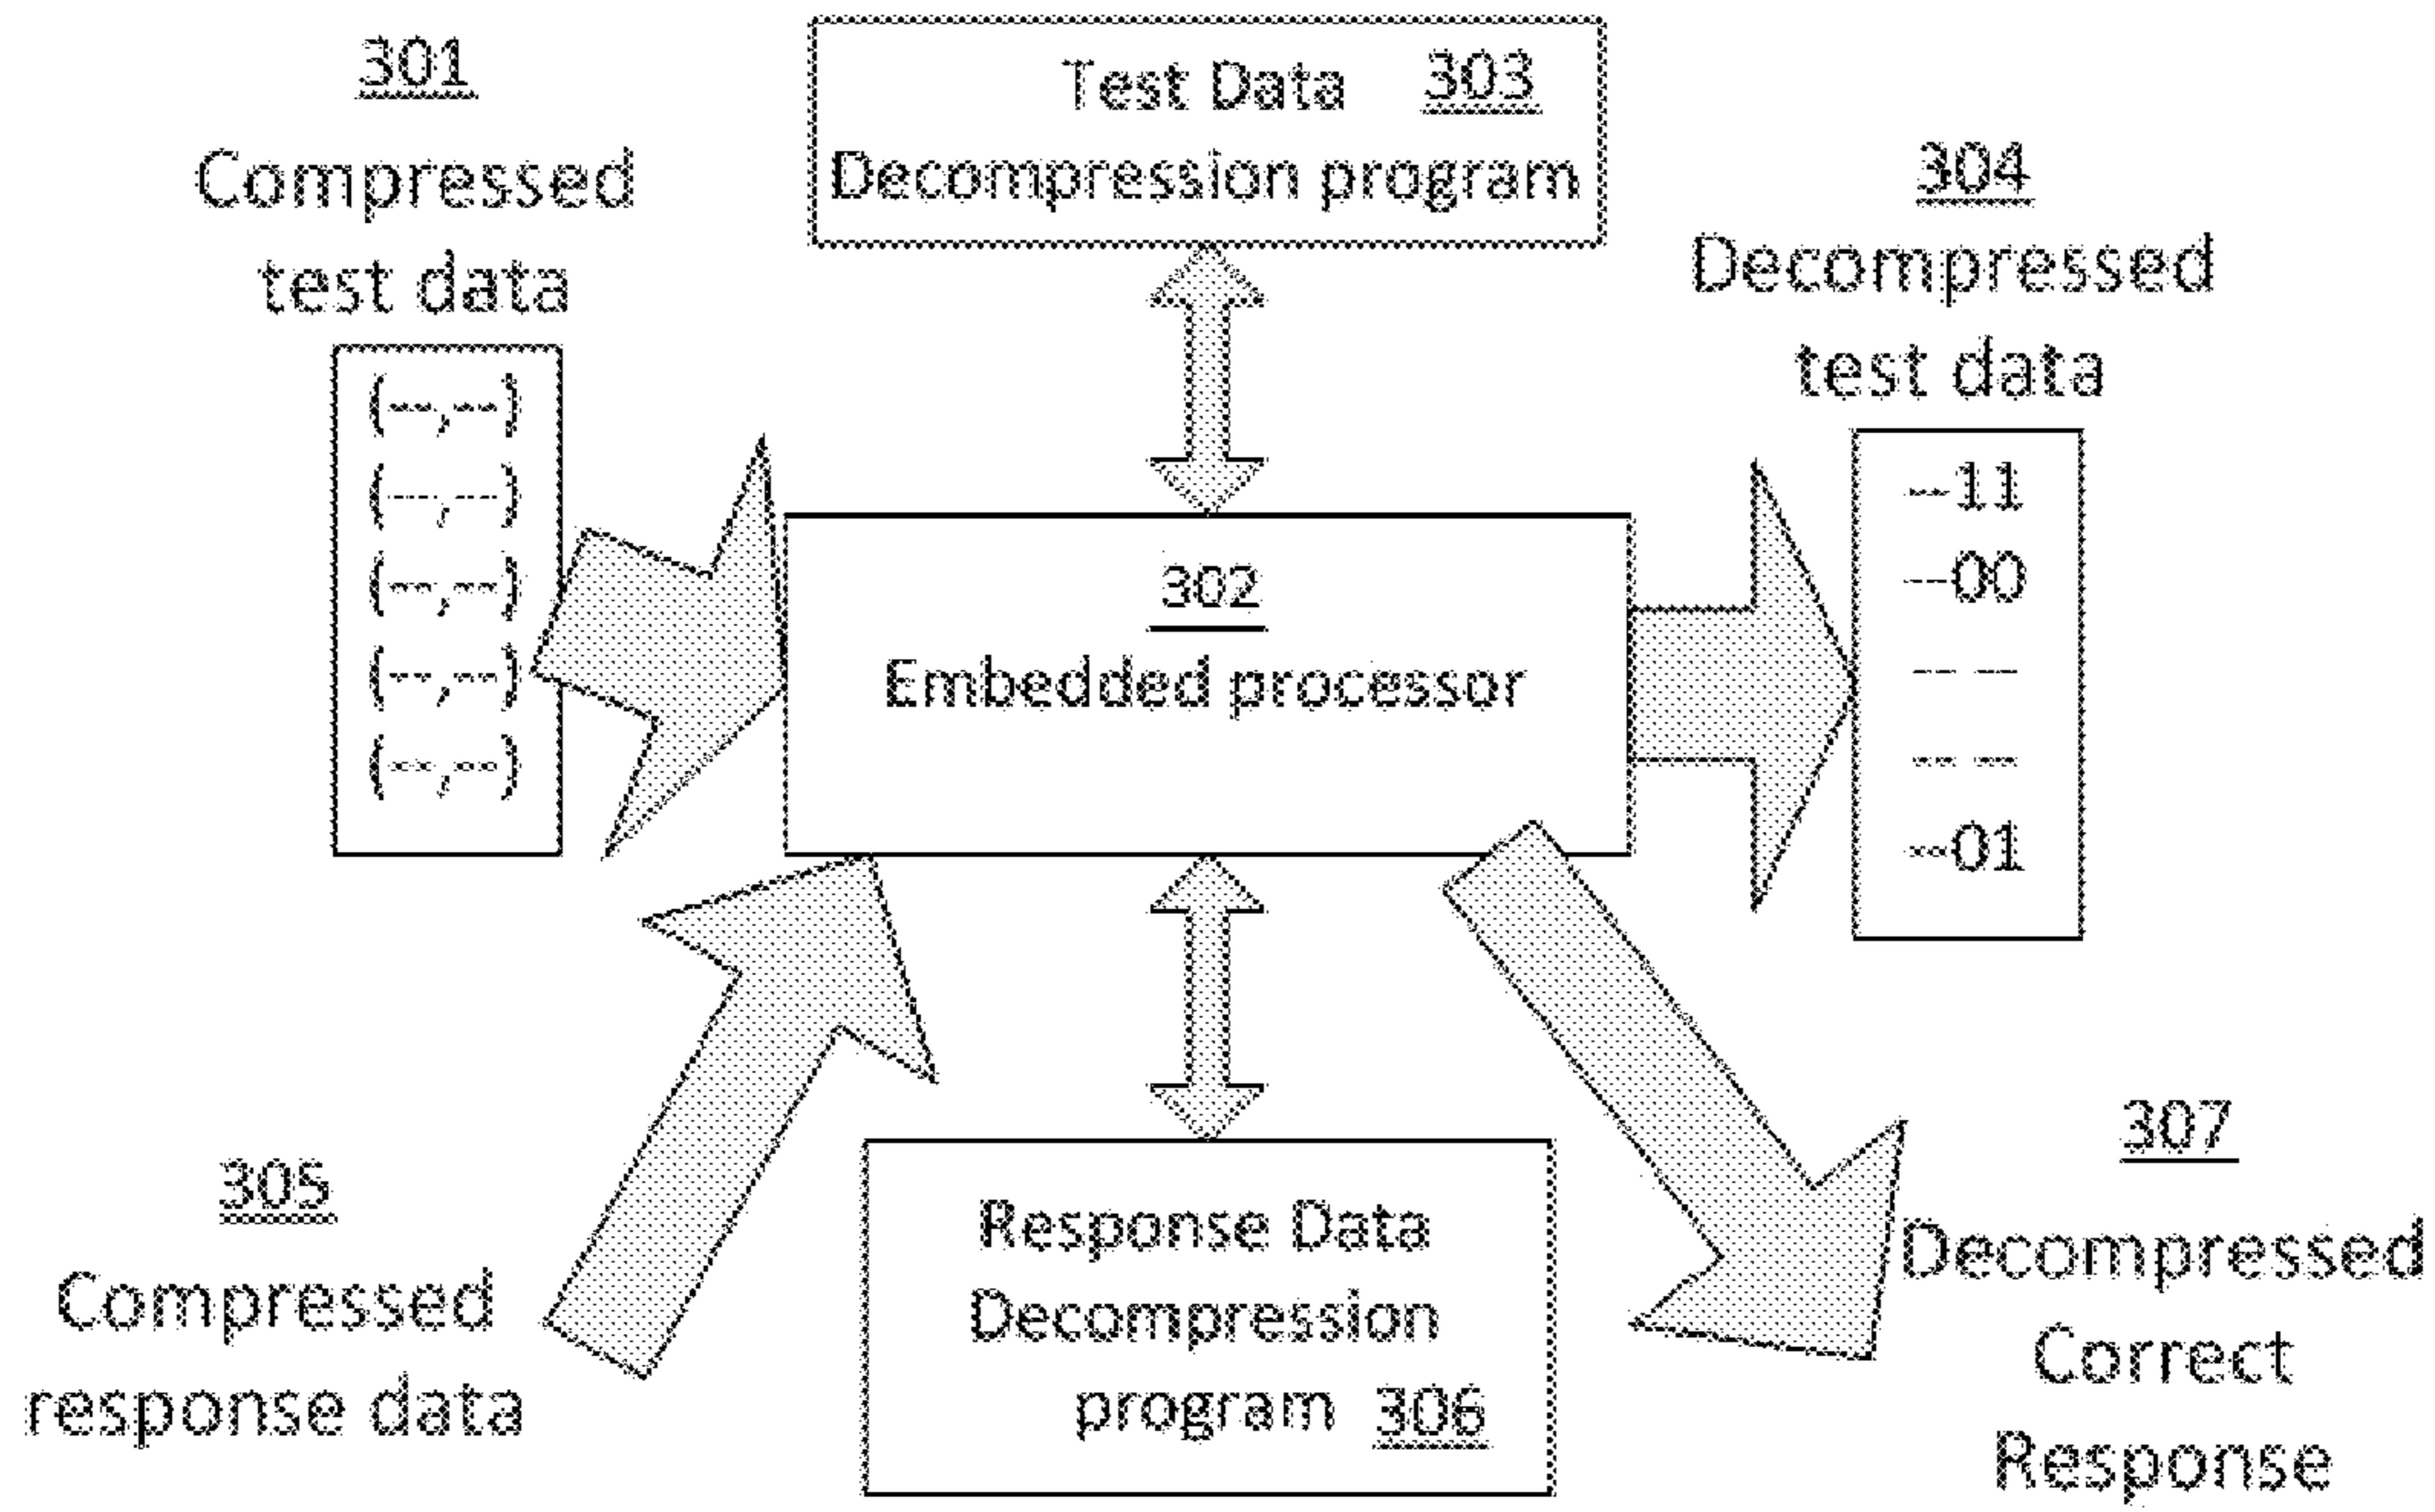 301
Compressed
test data
(--,--)
(--,--)
(--,--)
(--,--)
(--,--)
Test Data 303
Decompression program
304
Decompressed
test data
--11
--00
-- --
-- --
--01
302
Embedded processor
305
Compressed
response data
Response Data
Decompression
program 306
307
Decompressed
Correct
Response